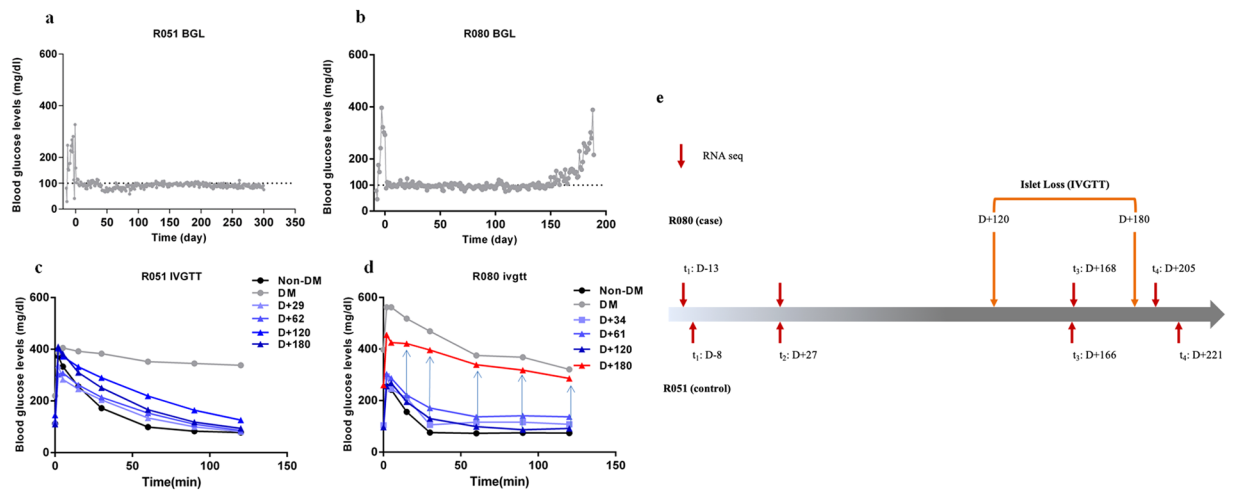 a
R051 BGL
Blood glucose levels (mg/dl)
600
400
200
100
0
0 50 100 150 200 250 300 350
Time (day)
b
R080 BGL
Blood glucose levels (mg/dl)
600
400
200
100
0
0 50 100 150 200
Time (day)
c
R051 IVGTT
Blood glucose levels (mg/dl)
600
400
200
0
0 50 100 150
Time(min)
Non-DM
DM
D+29
D+62
D+120
D+180
d
R080 ivgtt
Blood glucose levels (mg/dl)
600
400
200
0
0 50 100 150
Time(min)
Non-DM
DM
D+34
D+61
D+120
D+180
e
RNA seq
Islet Loss (IVGTT)
R080 (case)
D+120 D+180
t₁: D-13 t₃: D+168 t₄: D+205
t₁: D-8 t₂: D+27 t₃: D+166 t₄: D+221
R051 (control)